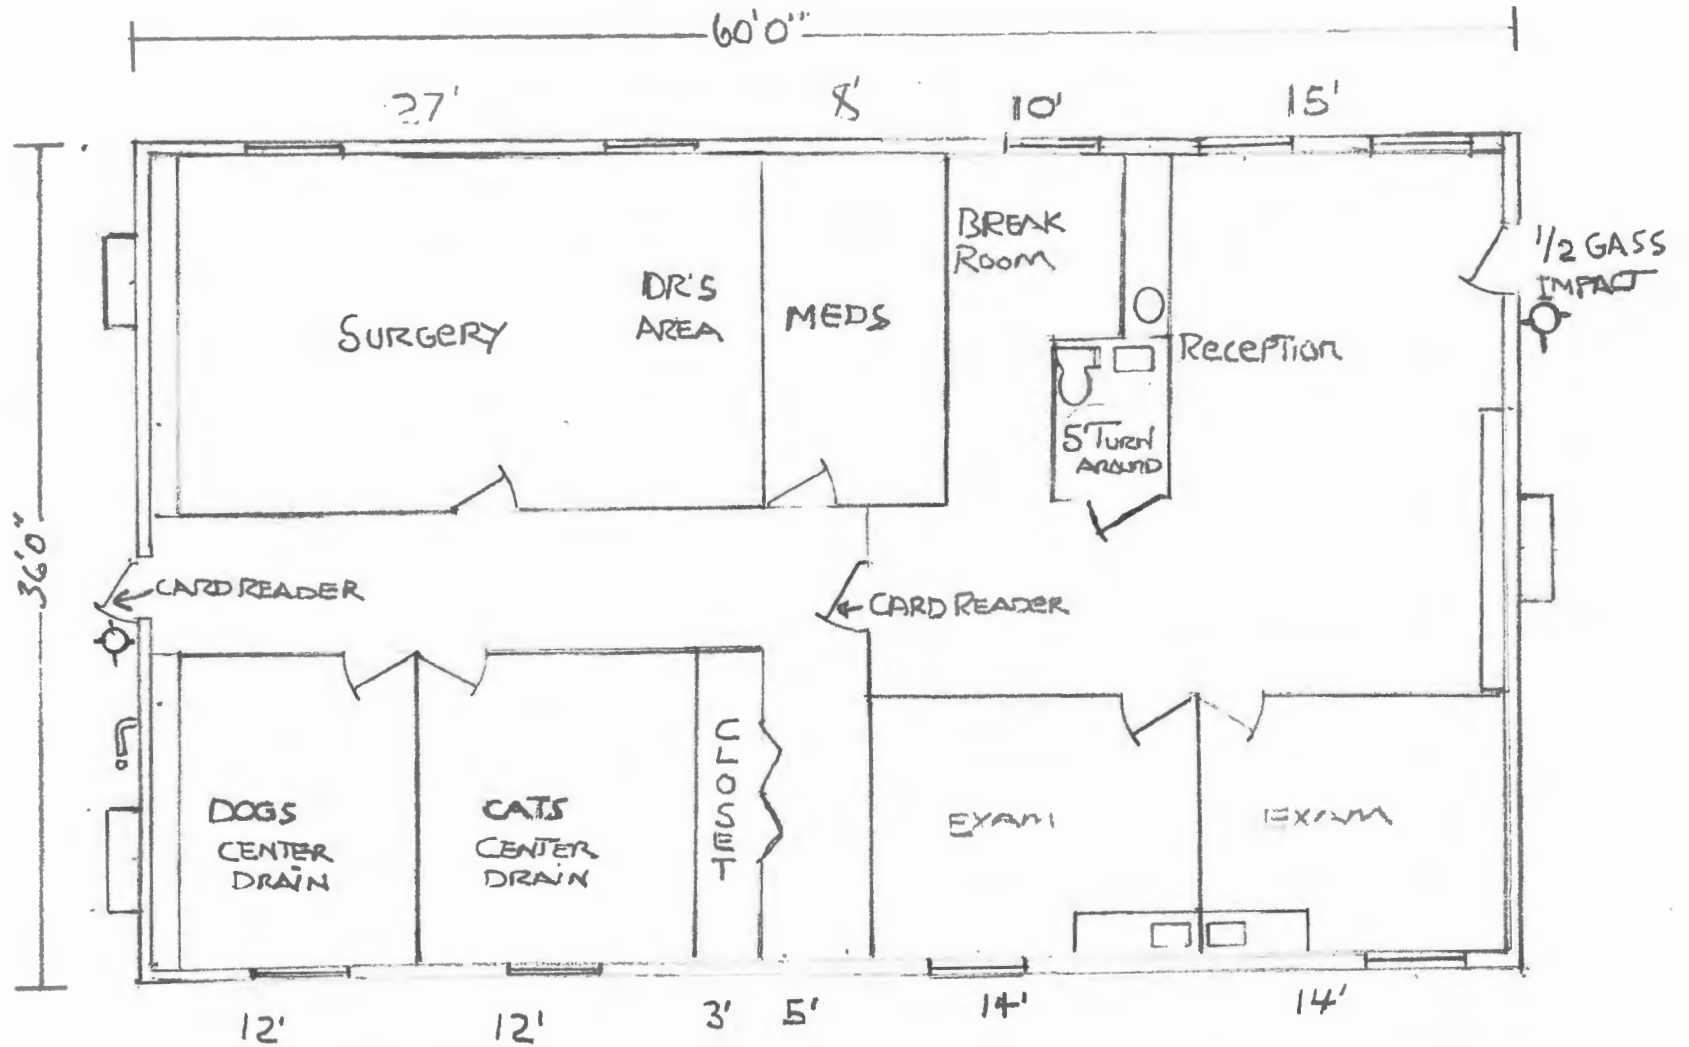 60'0"
27'
8'
10'
15'
36'0"
SURGERY
DR'S
AREA
MEDS
BREAK
ROOM
RECEPTION
1/2 GASS
IMPACT
5' TURN
AROUND
CARD READER
CARD READER
DOGS
CENTER
DRAIN
CATS
CENTER
DRAIN
CLOSET
EXAM
EXAM
12'
12'
3'
5'
14'
14'